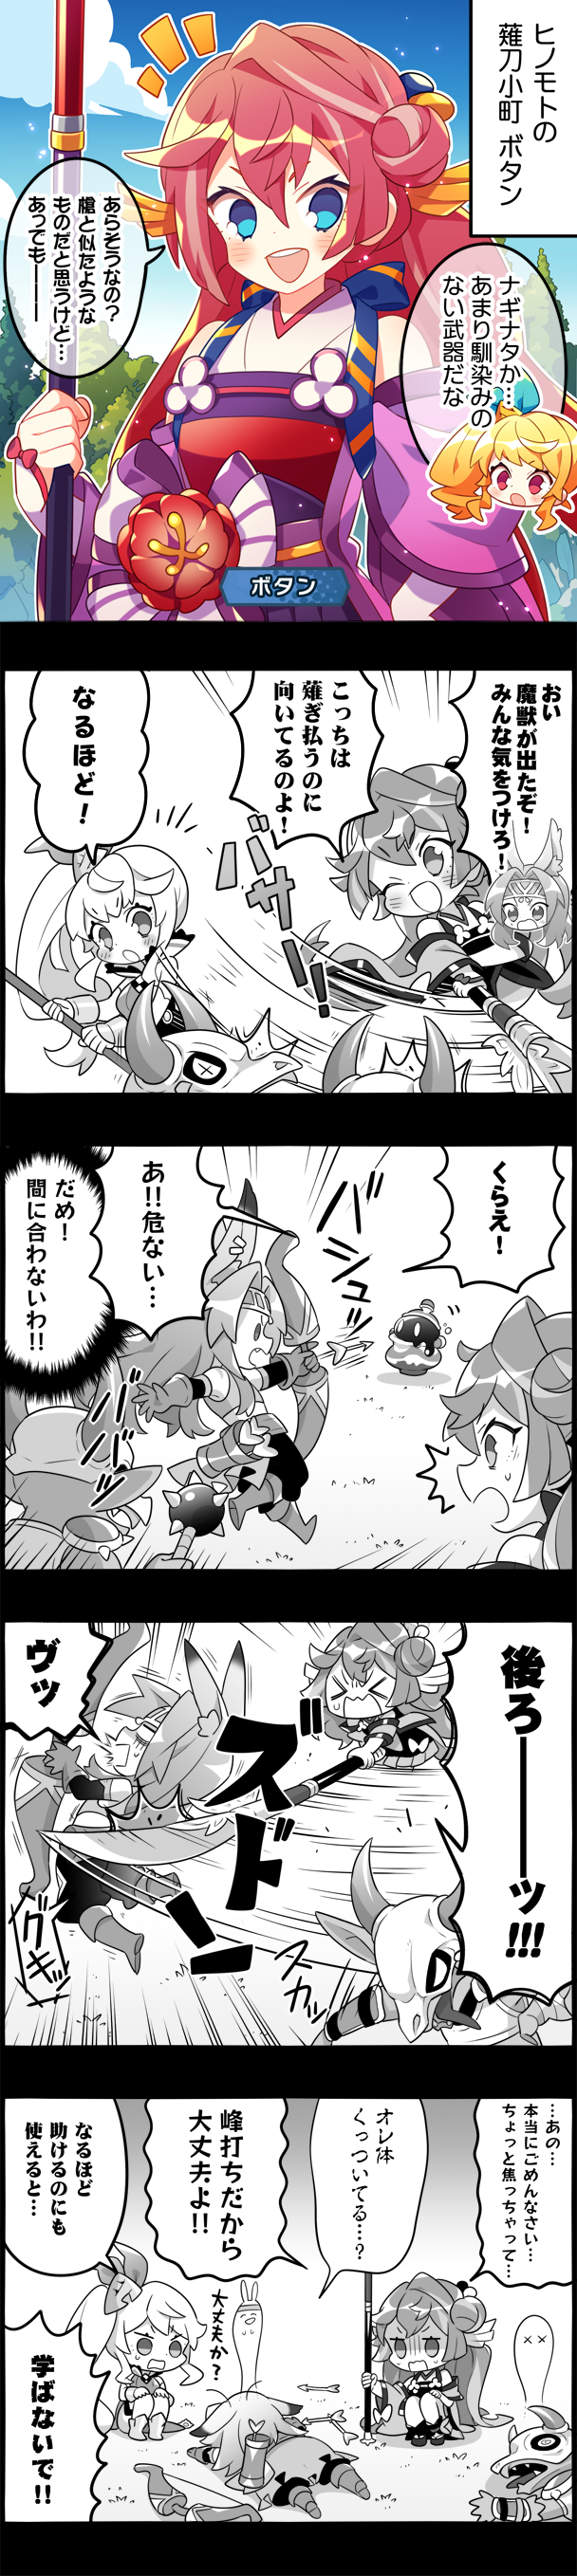 ヒノモトの
薙刀小町 ボタン
ナギナタか…
あまり馴染みの
ない武器だな
あらそうなの?
槍と似たような
ものだと思うけど…
あっても━━━
ボタン
おい
魔獣が出たぞ!
みんな気をつけろ!
こっちは
薙ぎ払うのに
向いてるのよ!
バサーーッ!!
なるほど!
くらえ!
バシュッ
あ!!危ない…
だめ!
間に合わないわ!!
ババババッ
後ろ━━━ッ!!!
ズドーン
ヴッ
グキッ
スカッ
…あの…
本当にごめんなさい…
ちょっと焦っちゃって…
オレ体
くっついてる…?
峰打ちだから
大丈夫よ!!
大丈夫か?
なるほど
助けるのにも
使えると…
学ばないで!!